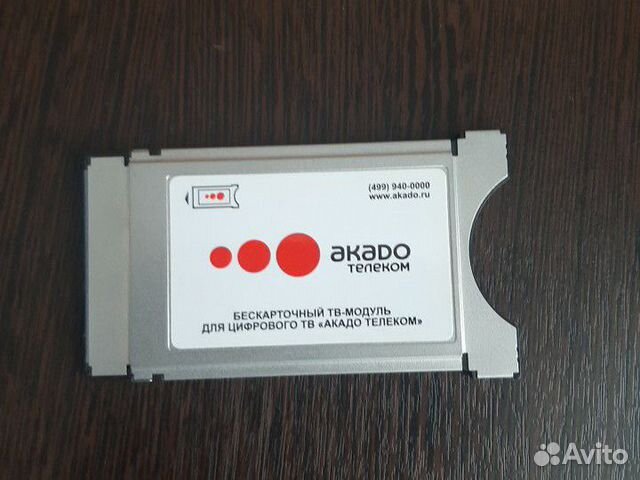 (499) 940-0000
www.akado.ru
акадо
телеком
БЕСКАРТОЧНЫЙ ТВ-МОДУЛЬ
ДЛЯ ЦИФРОВОГО ТВ «АКАДО ТЕЛЕКОМ»
Avito